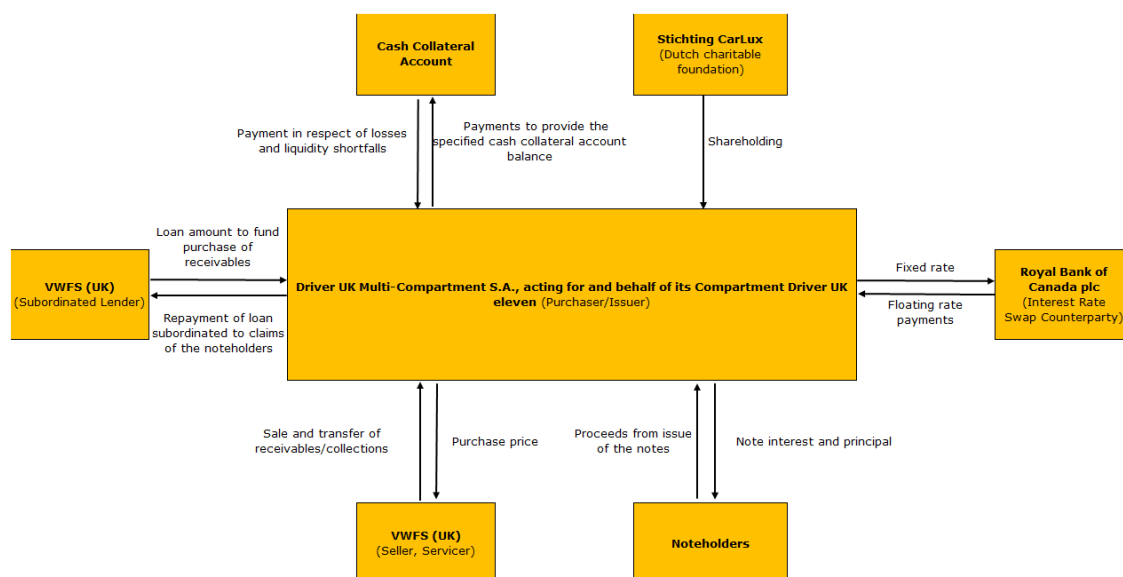 Cash Collateral
Account
Stichting CarLux
(Dutch charitable
foundation)
Payment in respect of losses
and liquidity shortfalls
Payments to provide the
specified cash collateral account
balance
Shareholding
Loan amount to fund
purchase of
receivables
VWFS (UK)
(Subordinated Lender)
Repayment of loan
subordinated to claims
of the noteholders
Driver UK Multi-Compartment S.A., acting for and behalf of its Compartment Driver UK
eleven (Purchaser/Issuer)
Fixed rate
Floating rate
payments
Royal Bank of
Canada plc
(Interest Rate
Swap Counterparty)
Sale and transfer of
receivables/collections
Purchase price
Proceeds from issue
of the notes
Note interest and principal
VWFS (UK)
(Seller, Servicer)
Noteholders